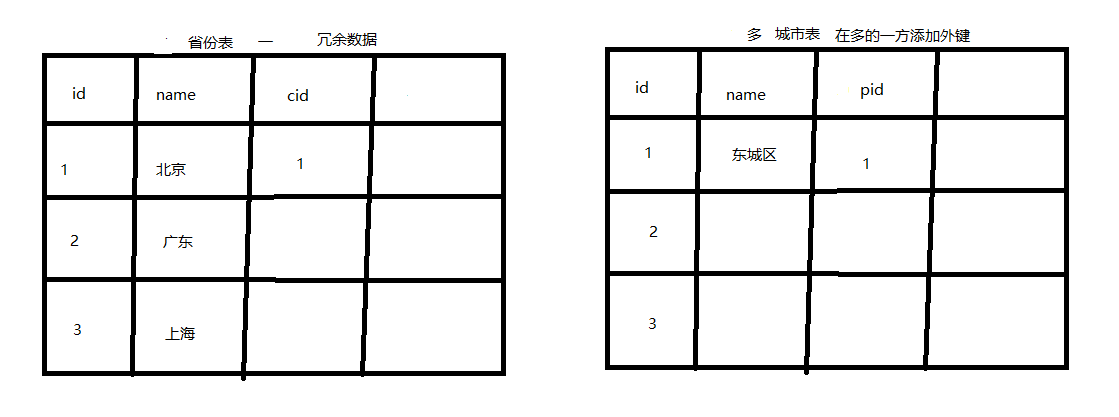 省份表 一 冗余数据
id name cid
1 北京 1
2 广东
3 上海
多 城市表 在多的一方添加外键
id name pid
1 东城区 1
2
3